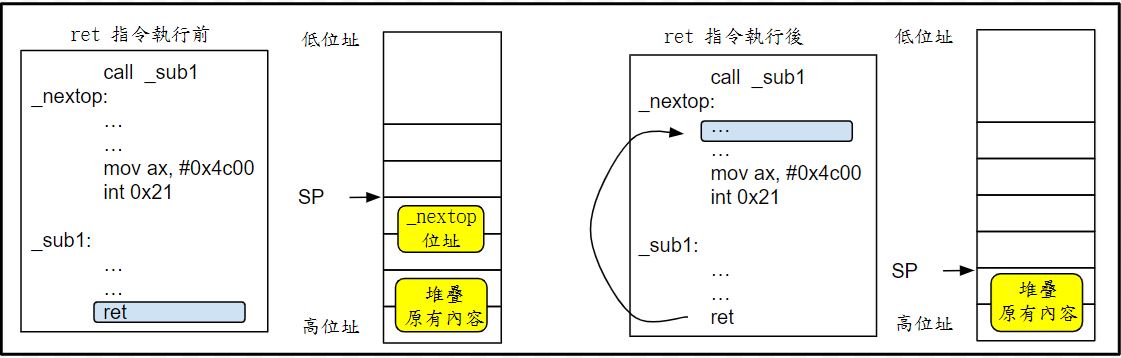 ret 指令執行前
call _sub1
_nextop:
…
…
mov ax, #0x4c00
int 0x21
_sub1:
…
…
ret
低位址
SP
_nextop
位址
堆疊
原有內容
高位址
ret 指令執行後
call _sub1
_nextop:
…
…
mov ax, #0x4c00
int 0x21
_sub1:
…
…
ret
低位址
SP
堆疊
原有內容
高位址